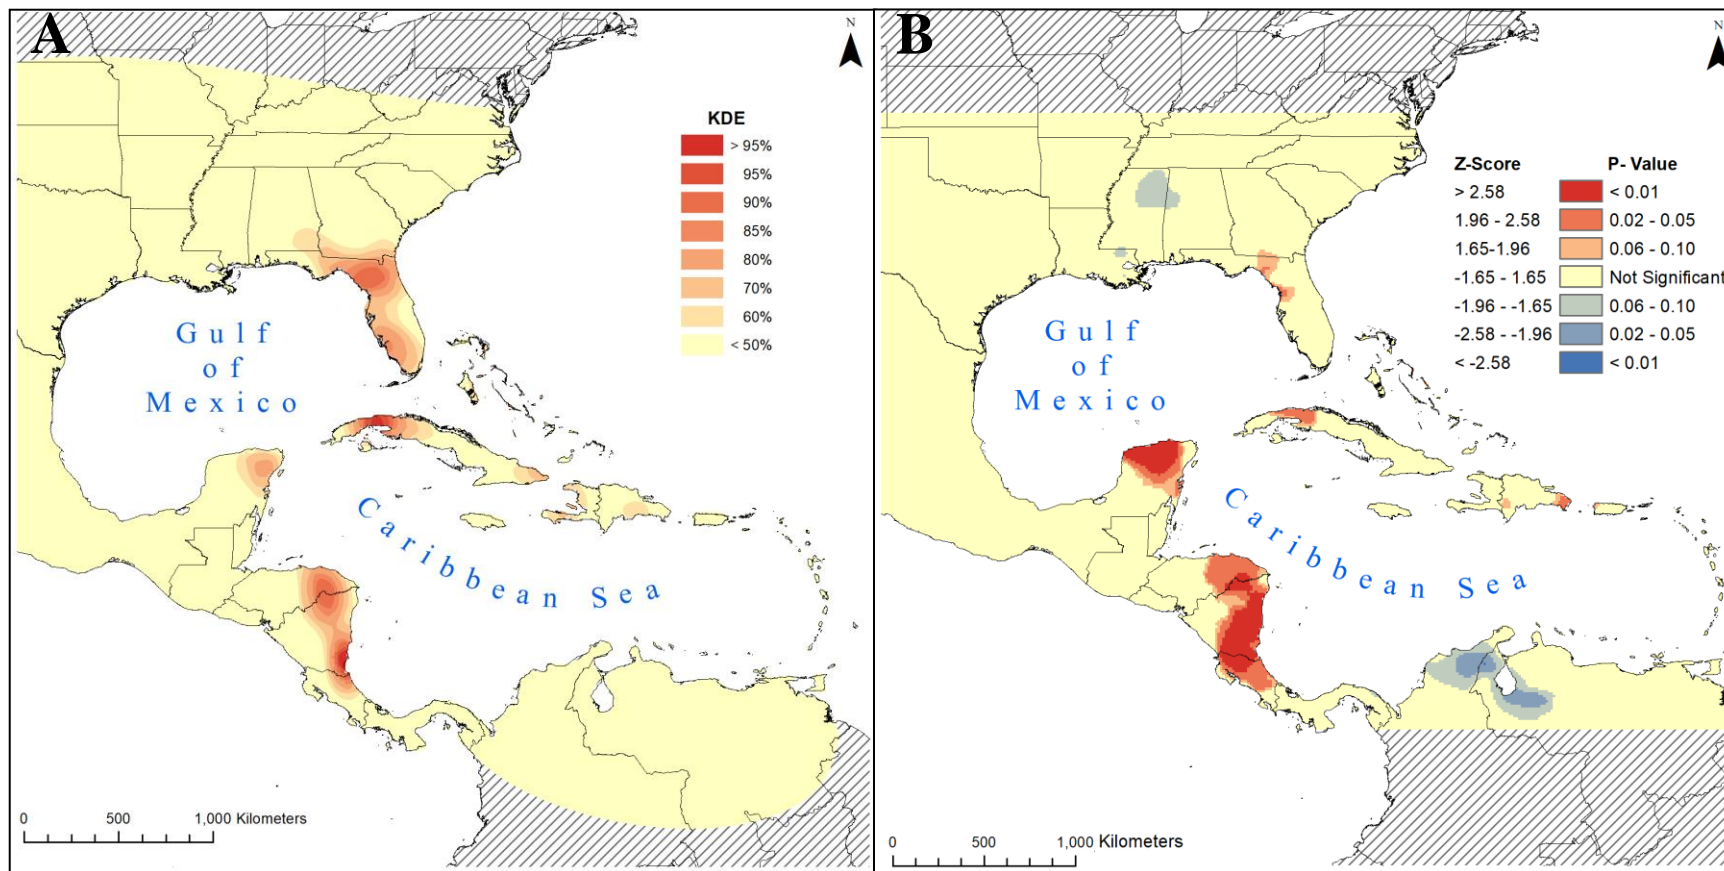 A
N
KDE
> 95%
95%
90%
85%
80%
70%
60%
< 50%
Gulf
of
Mexico
Caribbean Sea
0 500 1,000 Kilometers
B
N
Z-Score P- Value
> 2.58 < 0.01
1.96 - 2.58 0.02 - 0.05
1.65-1.96 0.06 - 0.10
-1.65 - 1.65 Not Significant
-1.96 - -1.65 0.06 - 0.10
-2.58 - -1.96 0.02 - 0.05
< -2.58 < 0.01
Gulf
of
Mexico
Caribbean Sea
0 500 1,000 Kilometers